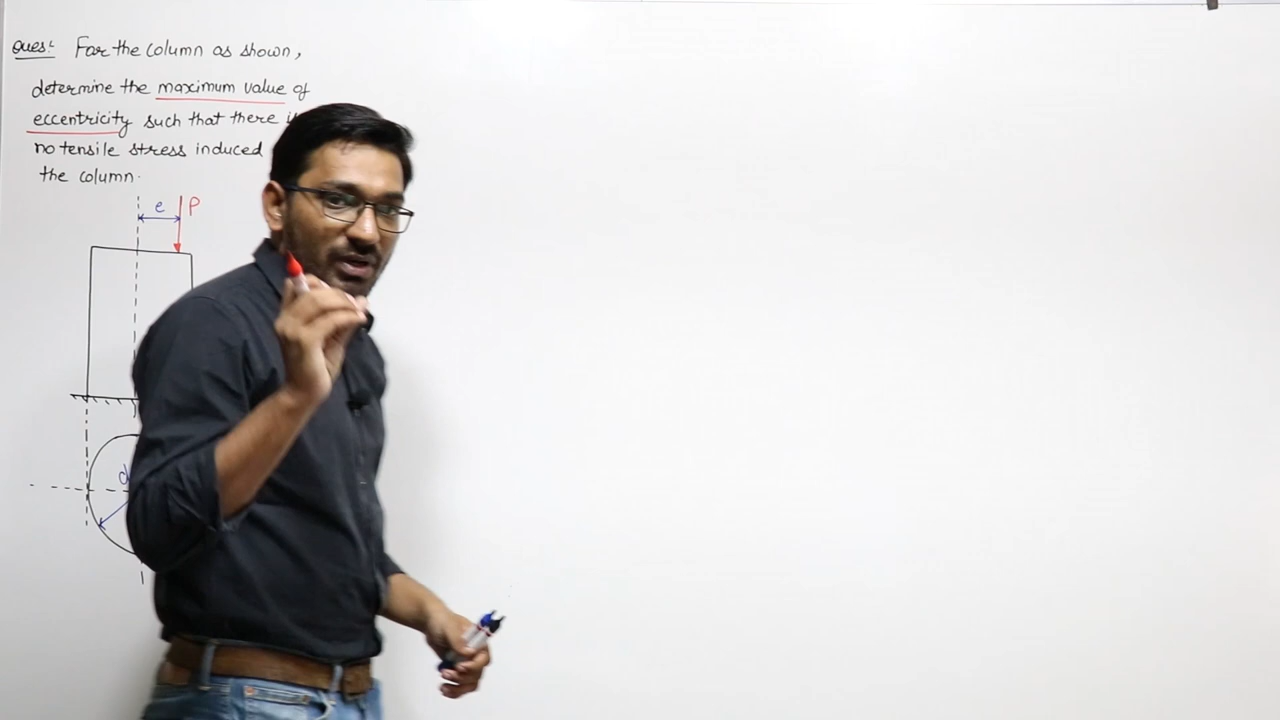 Ques:- For the column as shown,
determine the maximum value of
eccentricity such that there
no tensile stress induced
the column.
e P
d